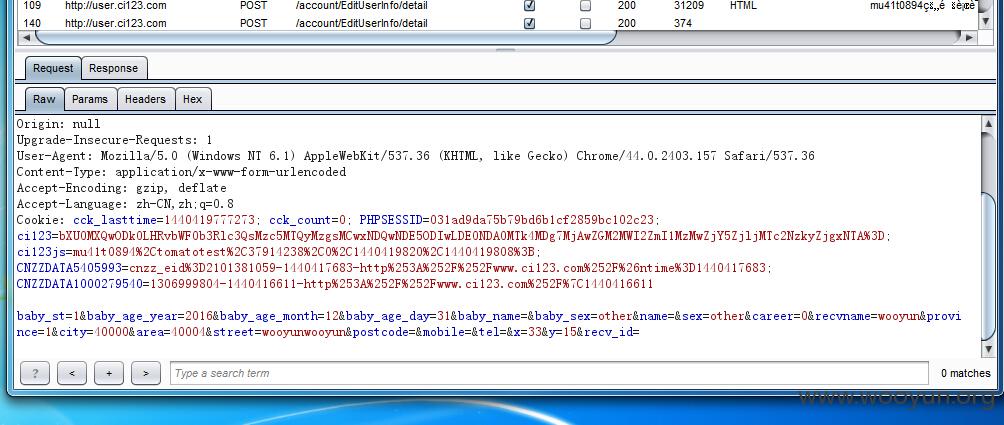 109 http://user.ci123.com POST /account/EditUserInfo/detail 200 31209 HTML
140 http://user.ci123.com POST /account/EditUserInfo/detail 200 374
Request Response
Raw Params Headers Hex
Origin: null
Upgrade-Insecure-Requests: 1
User-Agent: Mozilla/5.0 (Windows NT 6.1) AppleWebKit/537.36 (KHTML, like Gecko) Chrome/44.0.2403.157 Safari/537.36
Content-Type: application/x-www-form-urlencoded
Accept-Encoding: gzip, deflate
Accept-Language: zh-CN,zh;q=0.8
Cookie: cck_lasttime=1440419777273; cck_count=0; PHPSESSID=031ad9da75b79bd6b1cf2859bc102c23;
ci123=bXU0MXQwODk0LHRvbWF0b3Rlc3QsMzc5MTQyMzgsMCwxNDQwNDE5ODIwLDE0NDA0MTk4MDg7MjAwZGM2MWI2ZmI1MzMwZjY5ZjljMTc2NzkyZjgxNTA%3D;
ci123js=mu41t0894%2Ctomatotest%2C37914238%2C0%2C1440419820%2C1440419808%3B;
CNZZDATA5405993=cnzz_eid%3D2101381059-1440417683-http%253A%252F%252Fwww.ci123.com%252F%26ntime%3D1440417683;
CNZZDATA1000279540=1306999804-1440416611-http%253A%252F%252Fwww.ci123.com%252F%7C1440416611
baby_st=1&baby_age_year=2016&baby_age_month=12&baby_age_day=31&baby_name=&baby_sex=other&name=&sex=other&career=0&recvname=wooyun&provi
nce=1&city=40000&area=40004&street=wooyunwooyun&postcode=&mobile=&tel=&x=33&y=15&recv_id=
? < + > Type a search term 0 matches
www.wooyun.org